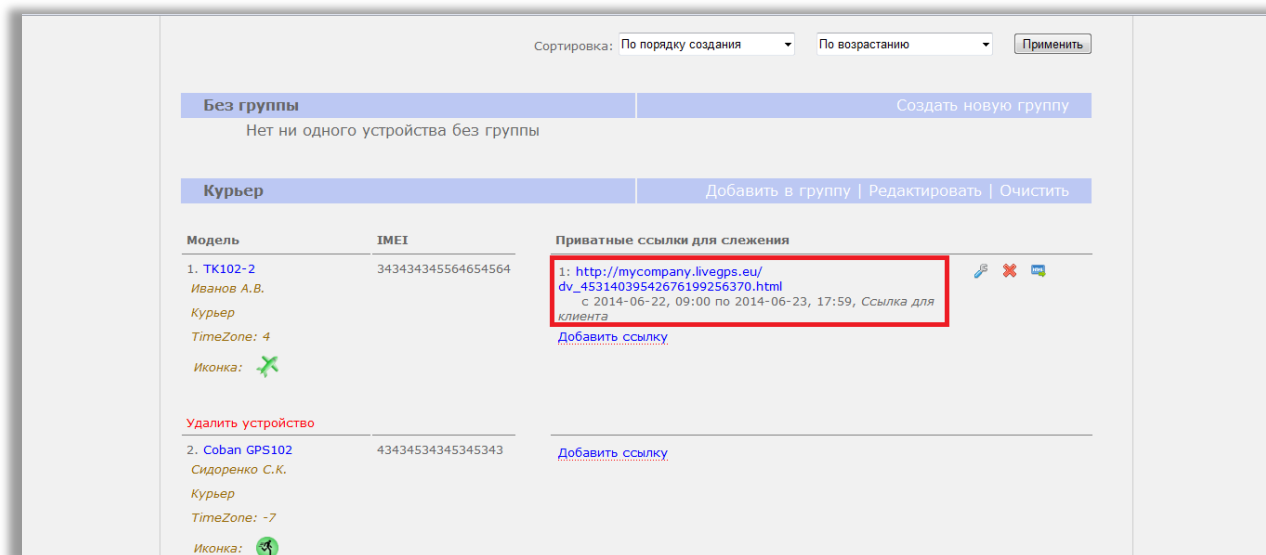 Сортировка: По порядку создания По возрастанию Применить
Без группы Создать новую группу
Нет ни одного устройства без группы
Курьер Добавить в группу | Редактировать | Очистить
Модель IMEI Приватные ссылки для слежения
1. TK102-2 343434345564654564 1: http://mycompany.livegps.eu/
Иванов А.В. dv_45314039542676199256370.html
с 2014-06-22, 09:00 по 2014-06-23, 17:59, Ссылка для
Курьер клиента
TimeZone: 4 Добавить ссылку
Иконка:
Удалить устройство
2. Coban GPS102 43434534345345343 Добавить ссылку
Сидоренко С.К.
Курьер
TimeZone: -7
Иконка: